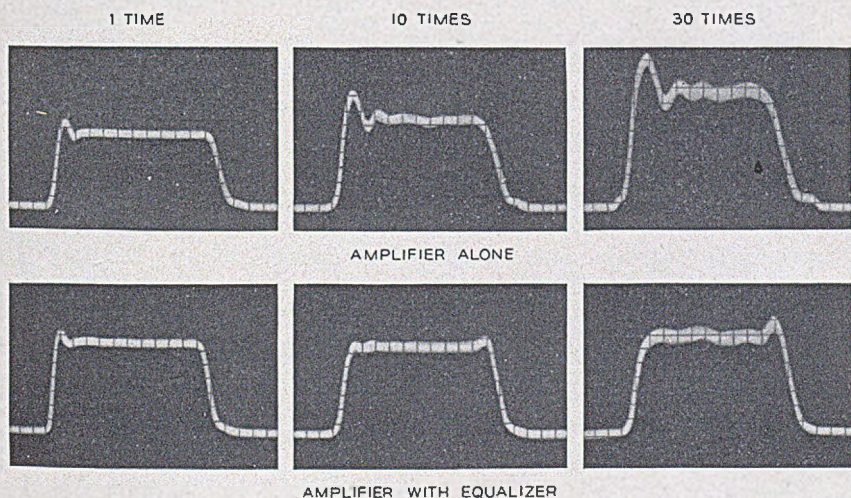 1 TIME
10 TIMES
30 TIMES
AMPLIFIER ALONE
AMPLIFIER WITH EQUALIZER